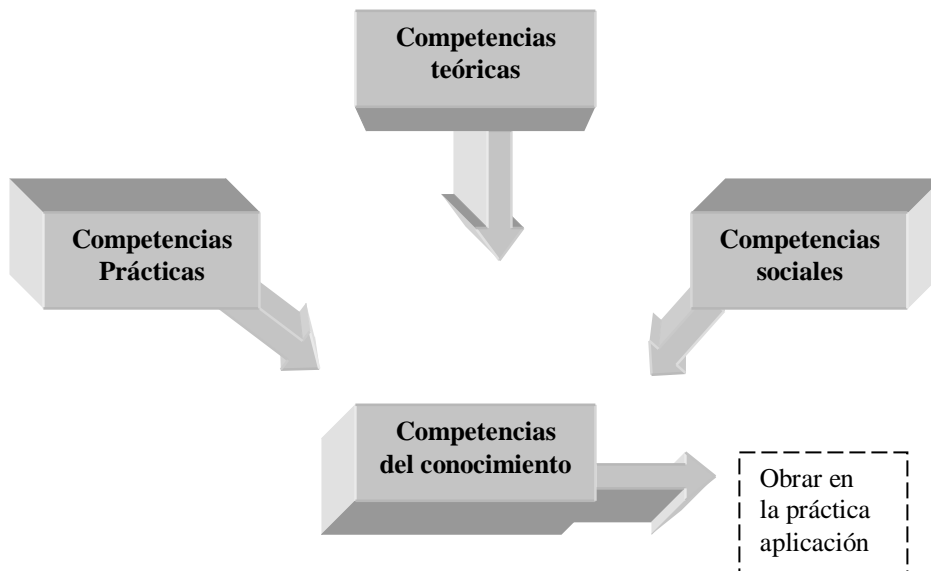 Competencias
teóricas
Competencias
Prácticas
Competencias
sociales
Competencias
del conocimiento
Obrar en
la práctica
aplicación